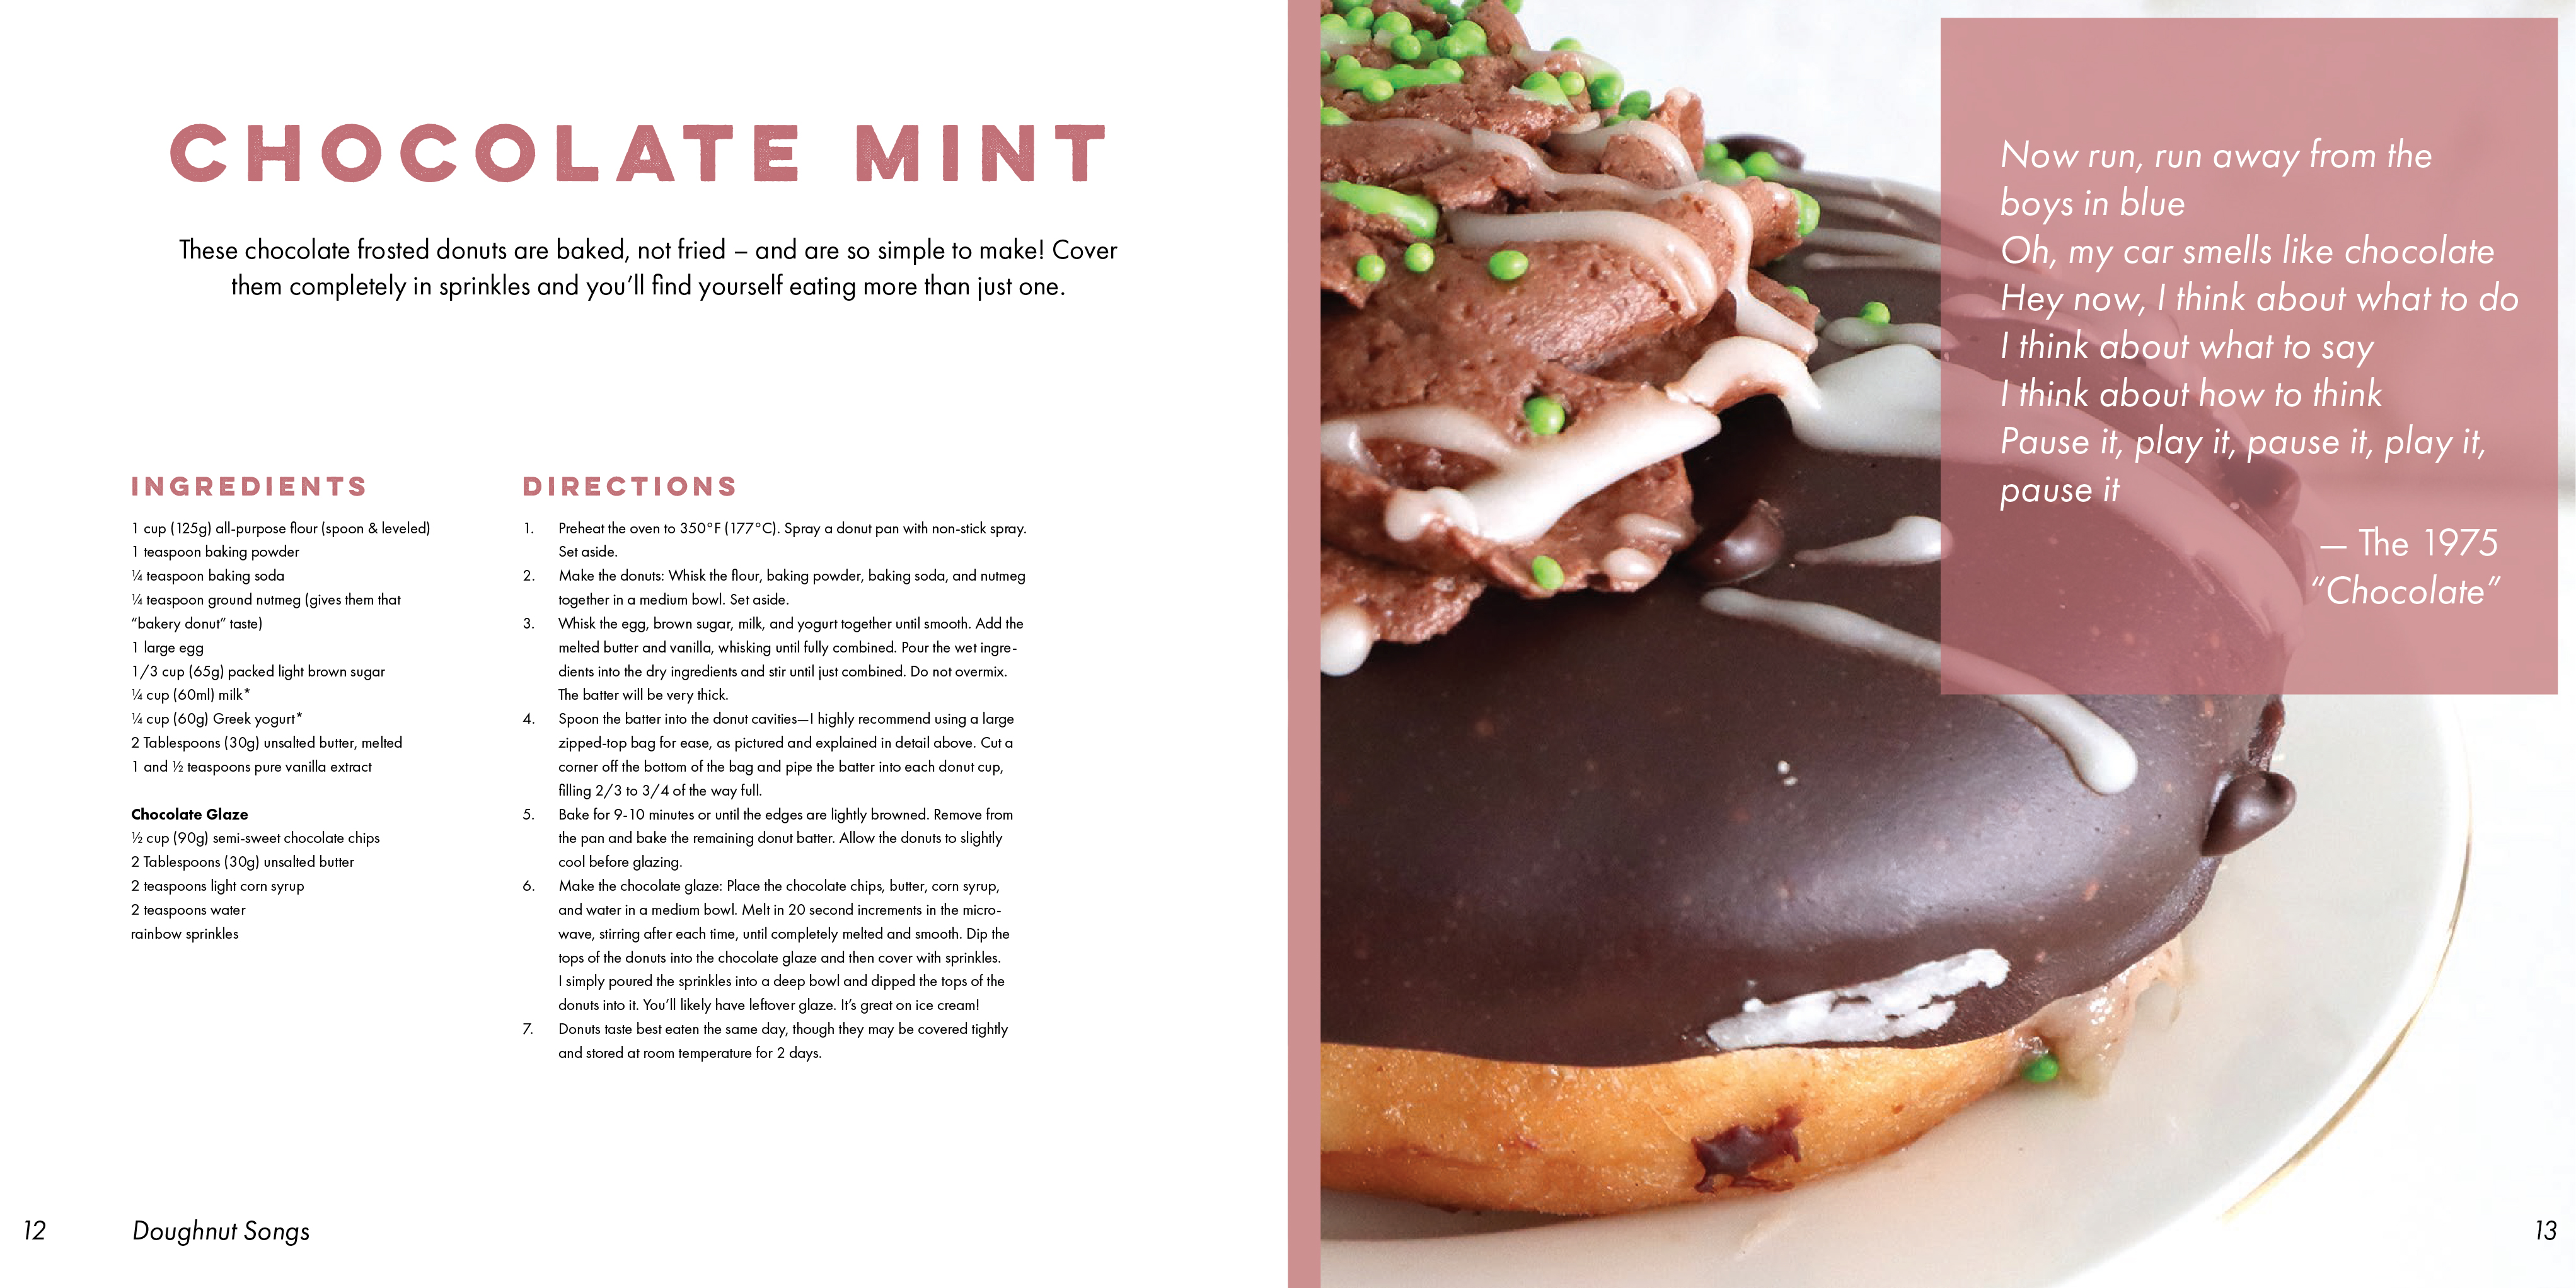 CHOCOLATE MINT
These chocolate frosted donuts are baked, not fried – and are so simple to make! Cover
them completely in sprinkles and you’ll find yourself eating more than just one.
INGREDIENTS
1 cup (125g) all-purpose flour (spoon & leveled)
1 teaspoon baking powder
¼ teaspoon baking soda
¼ teaspoon ground nutmeg (gives them that
“bakery donut” taste)
1 large egg
1/3 cup (65g) packed light brown sugar
¼ cup (60ml) milk*
¼ cup (60g) Greek yogurt*
2 Tablespoons (30g) unsalted butter, melted
1 and ½ teaspoons pure vanilla extract
Chocolate Glaze
½ cup (90g) semi-sweet chocolate chips
2 Tablespoons (30g) unsalted butter
2 teaspoons light corn syrup
2 teaspoons water
rainbow sprinkles
DIRECTIONS
1. Preheat the oven to 350°F (177°C). Spray a donut pan with non-stick spray.
Set aside.
2. Make the donuts: Whisk the flour, baking powder, baking soda, and nutmeg
together in a medium bowl. Set aside.
3. Whisk the egg, brown sugar, milk, and yogurt together until smooth. Add the
melted butter and vanilla, whisking until fully combined. Pour the wet ingre-
dients into the dry ingredients and stir until just combined. Do not overmix.
The batter will be very thick.
4. Spoon the batter into the donut cavities—I highly recommend using a large
zipped-top bag for ease, as pictured and explained in detail above. Cut a
corner off the bottom of the bag and pipe the batter into each donut cup,
filling 2/3 to 3/4 of the way full.
5. Bake for 9-10 minutes or until the edges are lightly browned. Remove from
the pan and bake the remaining donut batter. Allow the donuts to slightly
cool before glazing.
6. Make the chocolate glaze: Place the chocolate chips, butter, corn syrup,
and water in a medium bowl. Melt in 20 second increments in the micro-
wave, stirring after each time, until completely melted and smooth. Dip the
tops of the donuts into the chocolate glaze and then cover with sprinkles.
I simply poured the sprinkles into a deep bowl and dipped the tops of the
donuts into it. You’ll likely have leftover glaze. It’s great on ice cream!
7. Donuts taste best eaten the same day, though they may be covered tightly
and stored at room temperature for 2 days.
12 Doughnut Songs
Now run, run away from the
boys in blue
Oh, my car smells like chocolate
Hey now, I think about what to do
I think about what to say
I think about how to think
Pause it, play it, pause it, play it,
pause it
— The 1975
“Chocolate”
13